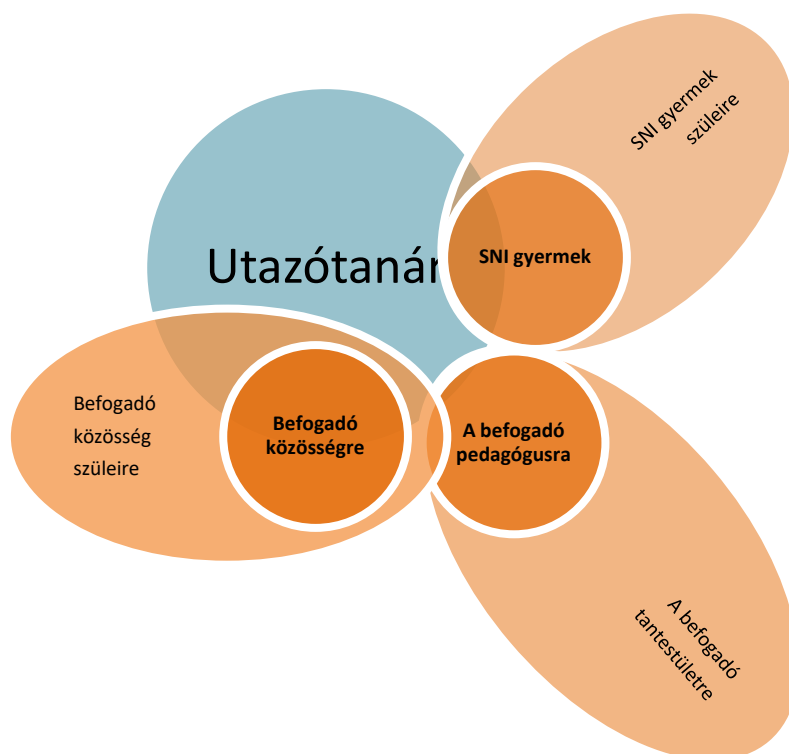 SNI gyermek
szüleire
Utazótanár
SNI gyermek
Befogadó
közösség
szüleire
Befogadó
közösségre
A befogadó
pedagógusra
A befogadó
tantestületre